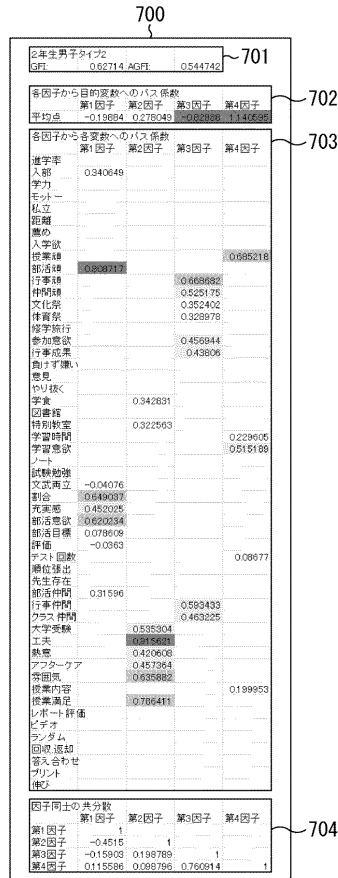 700
2年生男子タイプ2
GFI: 0.62714 AGFI: 0.544742
701
各因子から目的変数へのパス係数
702
第1因子 第2因子 第3因子 第4因子
平均点 -0.19884 0.278049 -0.82886 1.140595
各因子から各変数へのパス係数
703
第1因子 第2因子 第3因子 第4因子
進学率
入部 0.340649
学力
モットー
私立
距離
薦め
入学欲
授業頑 0.685218
部活頑 0.808717
行事頑 0.668682
仲間頑 0.525175
文化祭 0.352402
体育祭 0.328978
修学旅行
参加意欲 0.456944
行事成果 0.43806
負けず嫌い
意見
やり抜く
学食 0.342831
図書館
特別教室 0.322563
学習時間 0.229605
学習意欲 0.515189
ノート
試験勉強
文武両立 -0.04076
割合 0.649037
充実感 0.452025
部活意欲 0.620234
部活目標 0.078609
評価 -0.0363
テスト回数 0.08677
順位張出
先生存在
部活仲間 0.31596
行事仲間 0.593433
クラス仲間 0.463225
大学受験 0.535304
工夫 0.915621
熱意 0.420608
アフターケア 0.457364
雰囲気 0.635882
授業内容 0.199953
授業満足 0.786411
レポート評価
ビデオ
ランダム
回収返却
答え合わせ
プリント
伸び
因子同士の共分散
第1因子 第2因子 第3因子 第4因子
704
第1因子 1
第2因子 -0.4515 1
第3因子 -0.15903 0.198789 1
第4因子 0.115586 0.098796 0.760914 1